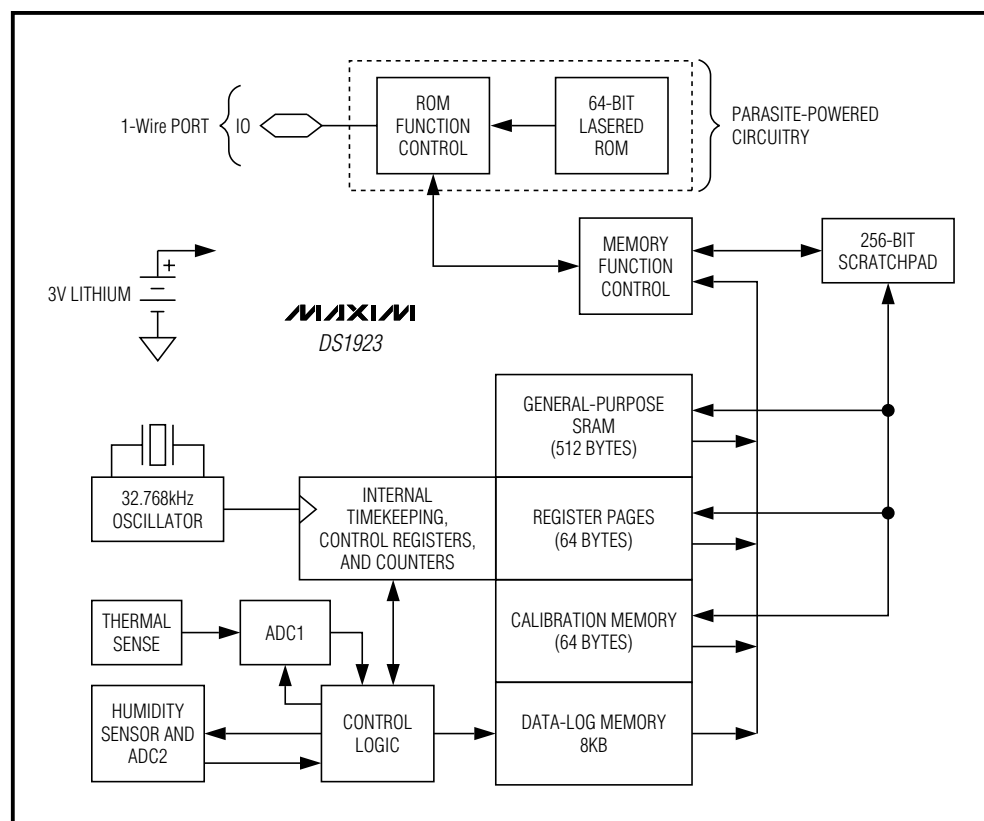 1-Wire PORT
IO
ROM
FUNCTION
CONTROL
64-BIT
LASERED
ROM
PARASITE-POWERED
CIRCUITRY
3V LITHIUM
+
MAXIM
DS1923
MEMORY
FUNCTION
CONTROL
256-BIT
SCRATCHPAD
GENERAL-PURPOSE
SRAM
(512 BYTES)
32.768kHz
OSCILLATOR
INTERNAL
TIMEKEEPING,
CONTROL REGISTERS,
AND COUNTERS
REGISTER PAGES
(64 BYTES)
THERMAL
SENSE
ADC1
CALIBRATION MEMORY
(64 BYTES)
HUMIDITY
SENSOR AND
ADC2
CONTROL
LOGIC
DATA-LOG MEMORY
8KB